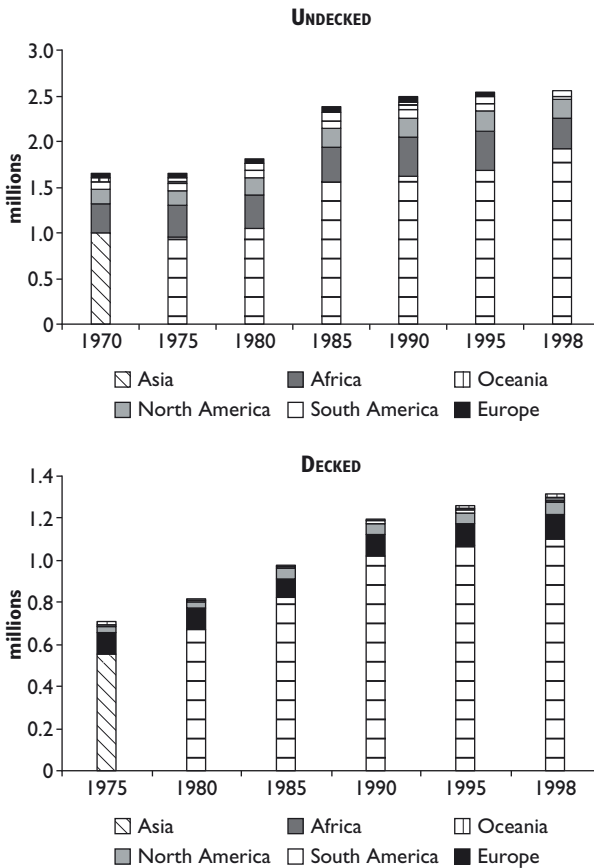 UNDECKED
3.0
2.5
2.0
1.5
1.0
0.5
0
millions
1970 1975 1980 1985 1990 1995 1998
Asia Africa Oceania
North America South America Europe
DECKED
1.4
1.2
1.0
0.8
0.6
0.4
0.2
0
millions
1975 1980 1985 1990 1995 1998
Asia Africa Oceania
North America South America Europe